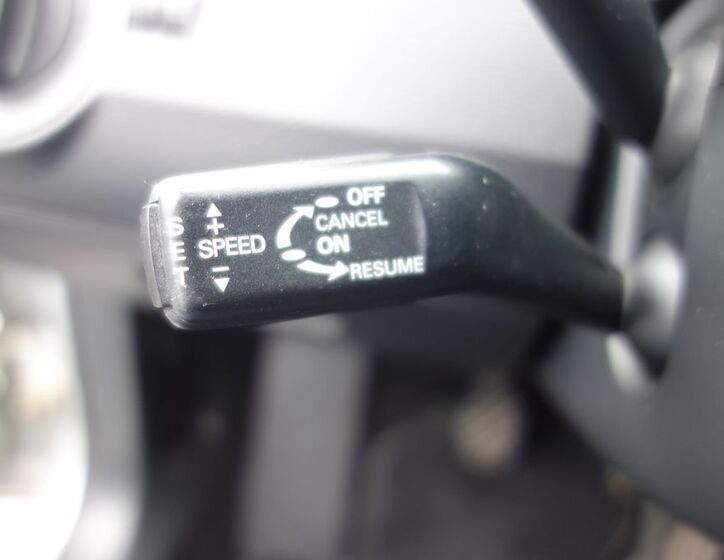 SET
+
SPEED
−
OFF
CANCEL
ON
RESUME